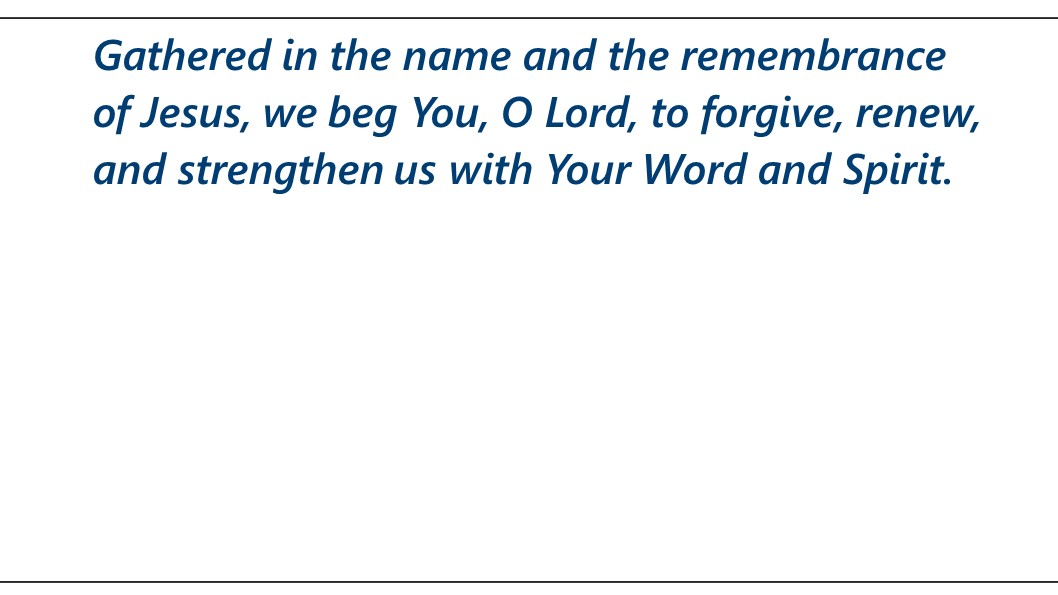 Gathered in the name and the remembrance
of Jesus, we beg You, O Lord, to forgive, renew,
and strengthen us with Your Word and Spirit.